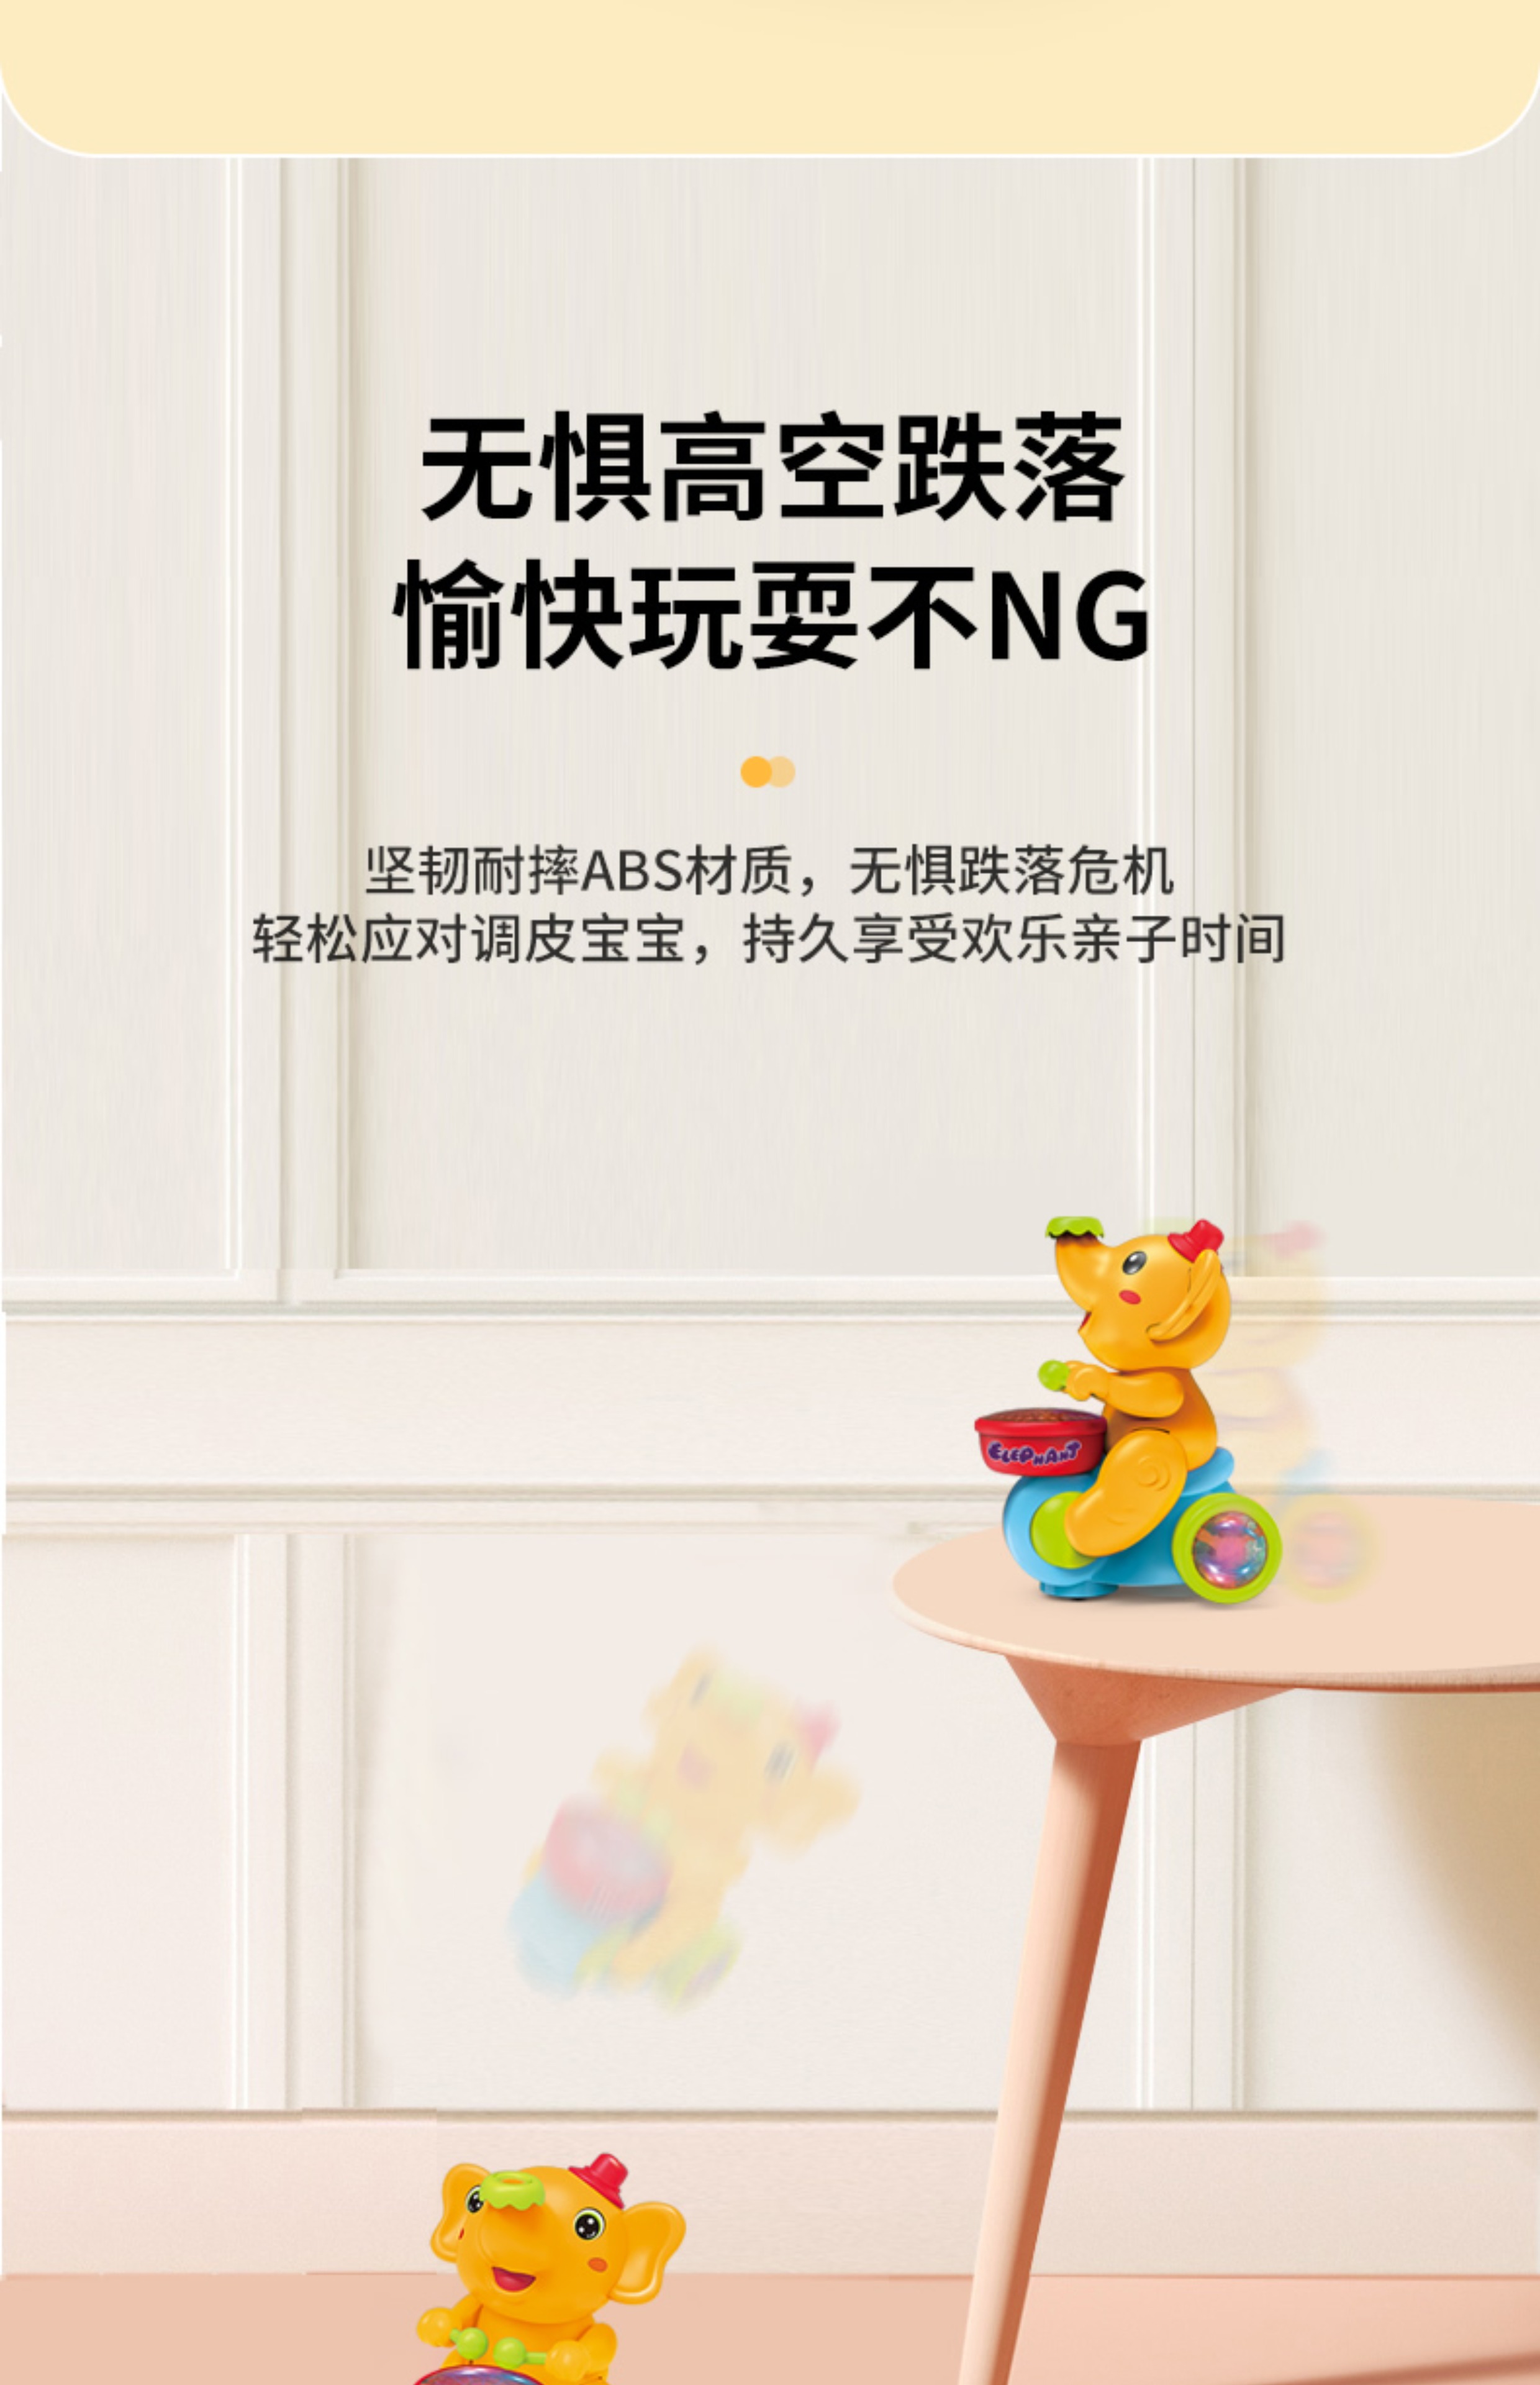 无惧高空跌落
愉快玩耍不NG
坚韧耐摔ABS材质，无惧跌落危机
轻松应对调皮宝宝，持久享受欢乐亲子时间
ELEPHANT